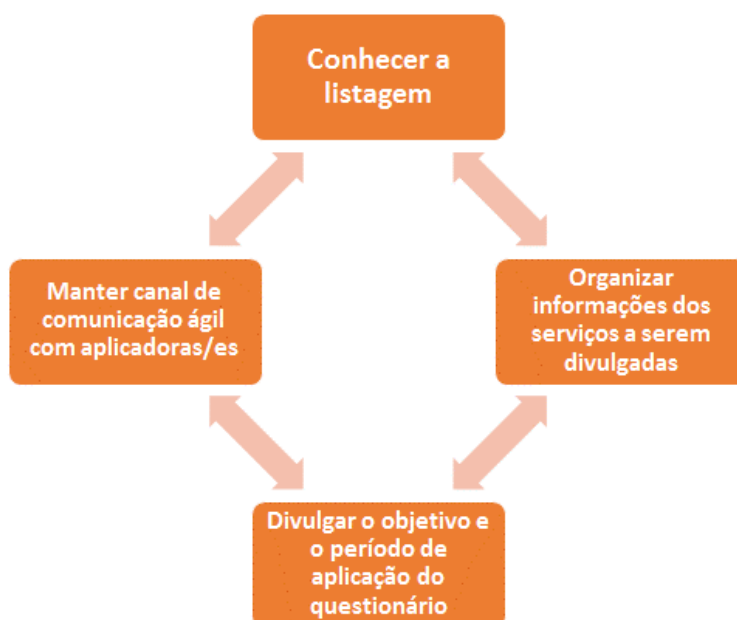 Conhecer a
listagem
Manter canal de
comunicação ágil
com aplicadoras/es
Organizar
informações dos
serviços a serem
divulgadas
Divulgar o objetivo e
o período de
aplicação do
questionário